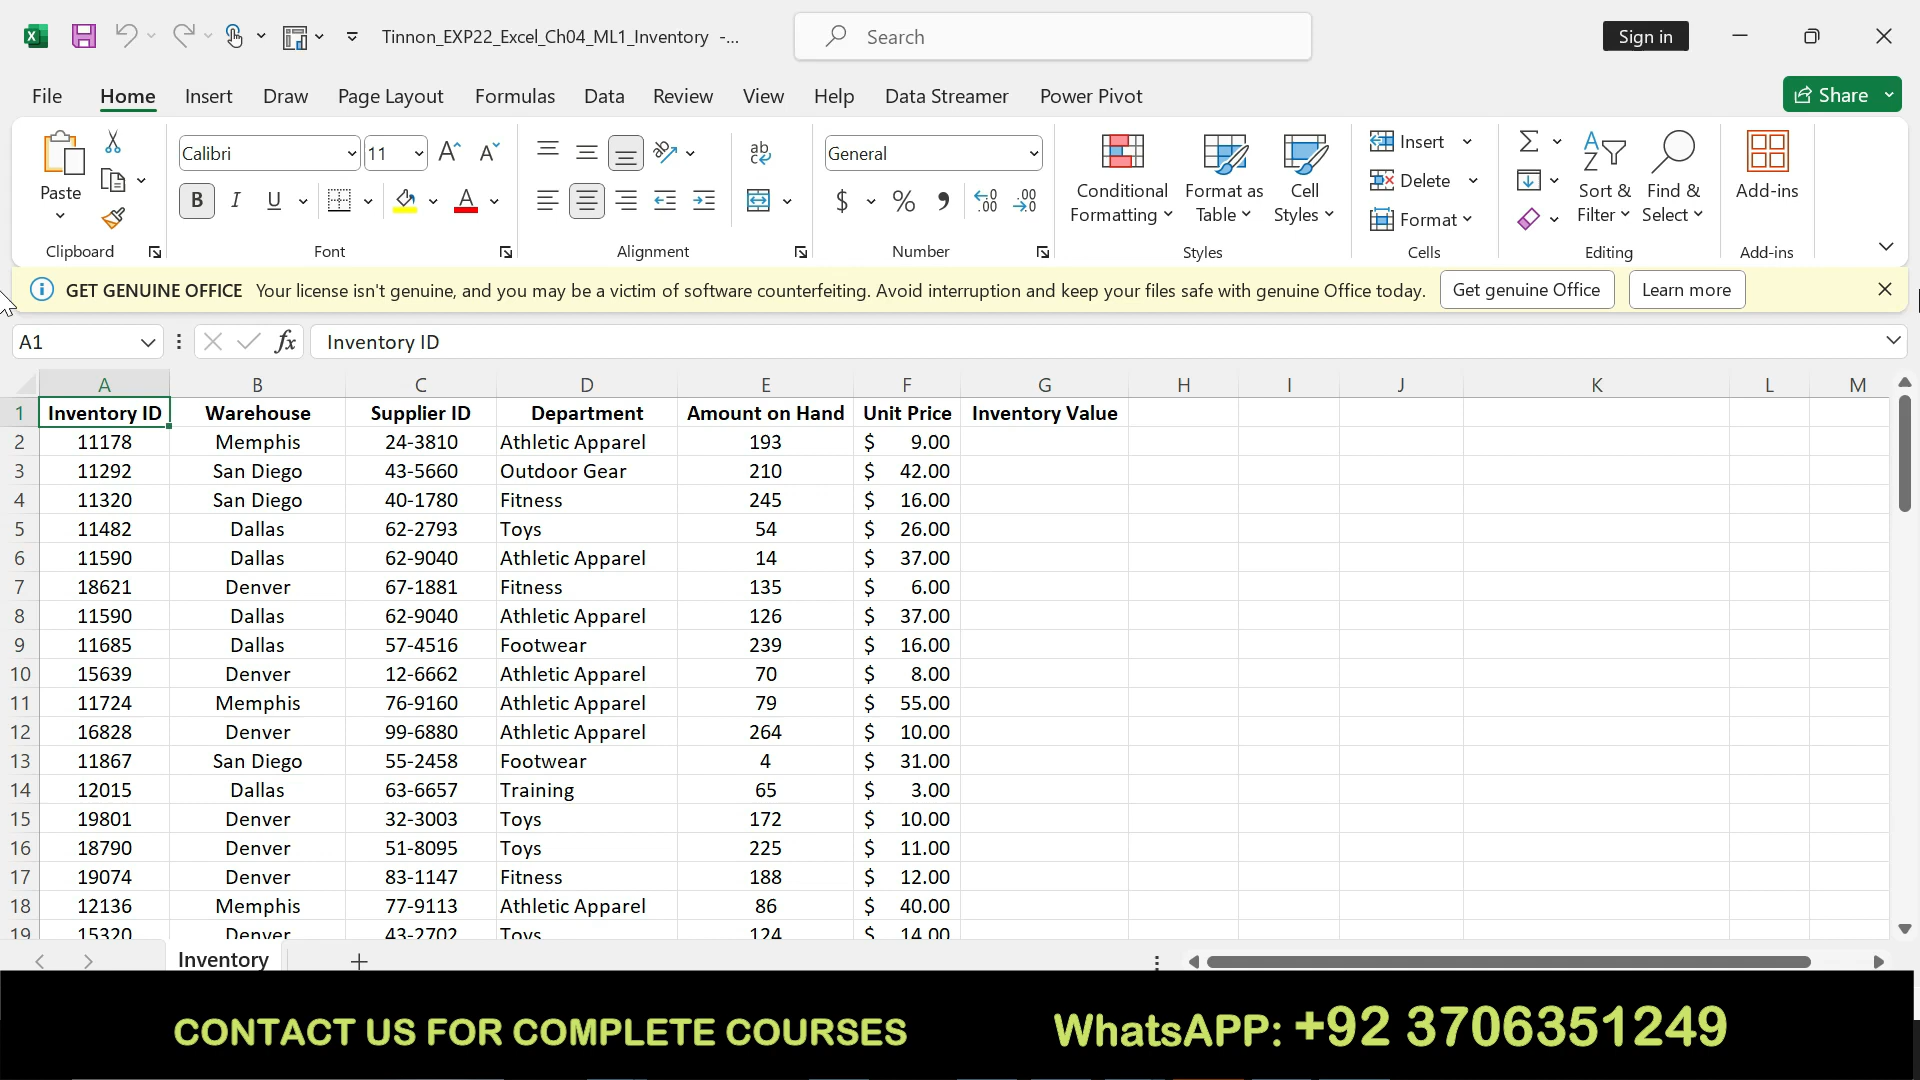 Tinnon_EXP22_Excel_Ch04_ML1_Inventory -...
Search
Sign in
File Home Insert Draw Page Layout Formulas Data Review View Help Data Streamer Power Pivot
Share
Paste
Calibri 11
B I U
A
ab
General
$ % 9
Conditional Formatting
Format as Table
Cell Styles
Insert
Delete
Format
Sort & Filter
Find & Select
Add-ins
Clipboard Font Alignment Number Styles Cells Editing Add-ins
GET GENUINE OFFICE Your license isn't genuine, and you may be a victim of software counterfeiting. Avoid interruption and keep your files safe with genuine Office today. Get genuine Office Learn more
A1 fx Inventory ID
A B C D E F G H I J K L M
1 Inventory ID Warehouse Supplier ID Department Amount on Hand Unit Price Inventory Value
2 11178 Memphis 24-3810 Athletic Apparel 193 $ 9.00
3 11292 San Diego 43-5660 Outdoor Gear 210 $ 42.00
4 11320 San Diego 40-1780 Fitness 245 $ 16.00
5 11482 Dallas 62-2793 Toys 54 $ 26.00
6 11590 Dallas 62-9040 Athletic Apparel 14 $ 37.00
7 18621 Denver 67-1881 Fitness 135 $ 6.00
8 11590 Dallas 62-9040 Athletic Apparel 126 $ 37.00
9 11685 Dallas 57-4516 Footwear 239 $ 16.00
10 15639 Denver 12-6662 Athletic Apparel 70 $ 8.00
11 11724 Memphis 76-9160 Athletic Apparel 79 $ 55.00
12 16828 Denver 99-6880 Athletic Apparel 264 $ 10.00
13 11867 San Diego 55-2458 Footwear 4 $ 31.00
14 12015 Dallas 63-6657 Training 65 $ 3.00
15 19801 Denver 32-3003 Toys 172 $ 10.00
16 18790 Denver 51-8095 Toys 225 $ 11.00
17 19074 Denver 83-1147 Fitness 188 $ 12.00
18 12136 Memphis 77-9113 Athletic Apparel 86 $ 40.00
19 15320 Denver 43-2702 Toys 124 $ 14.00
Inventory
CONTACT US FOR COMPLETE COURSES WhatsAPP: +92 3706351249